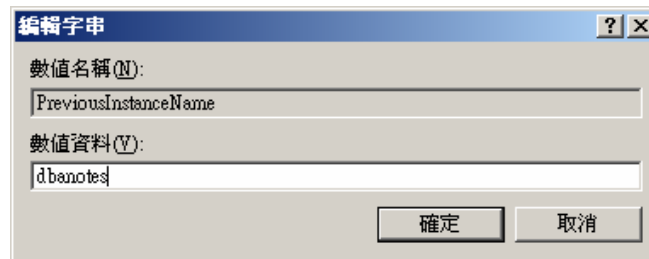 編輯字串
數值名稱(N):
PreviousInstanceName
數值資料(V):
dbanotes
確定 取消